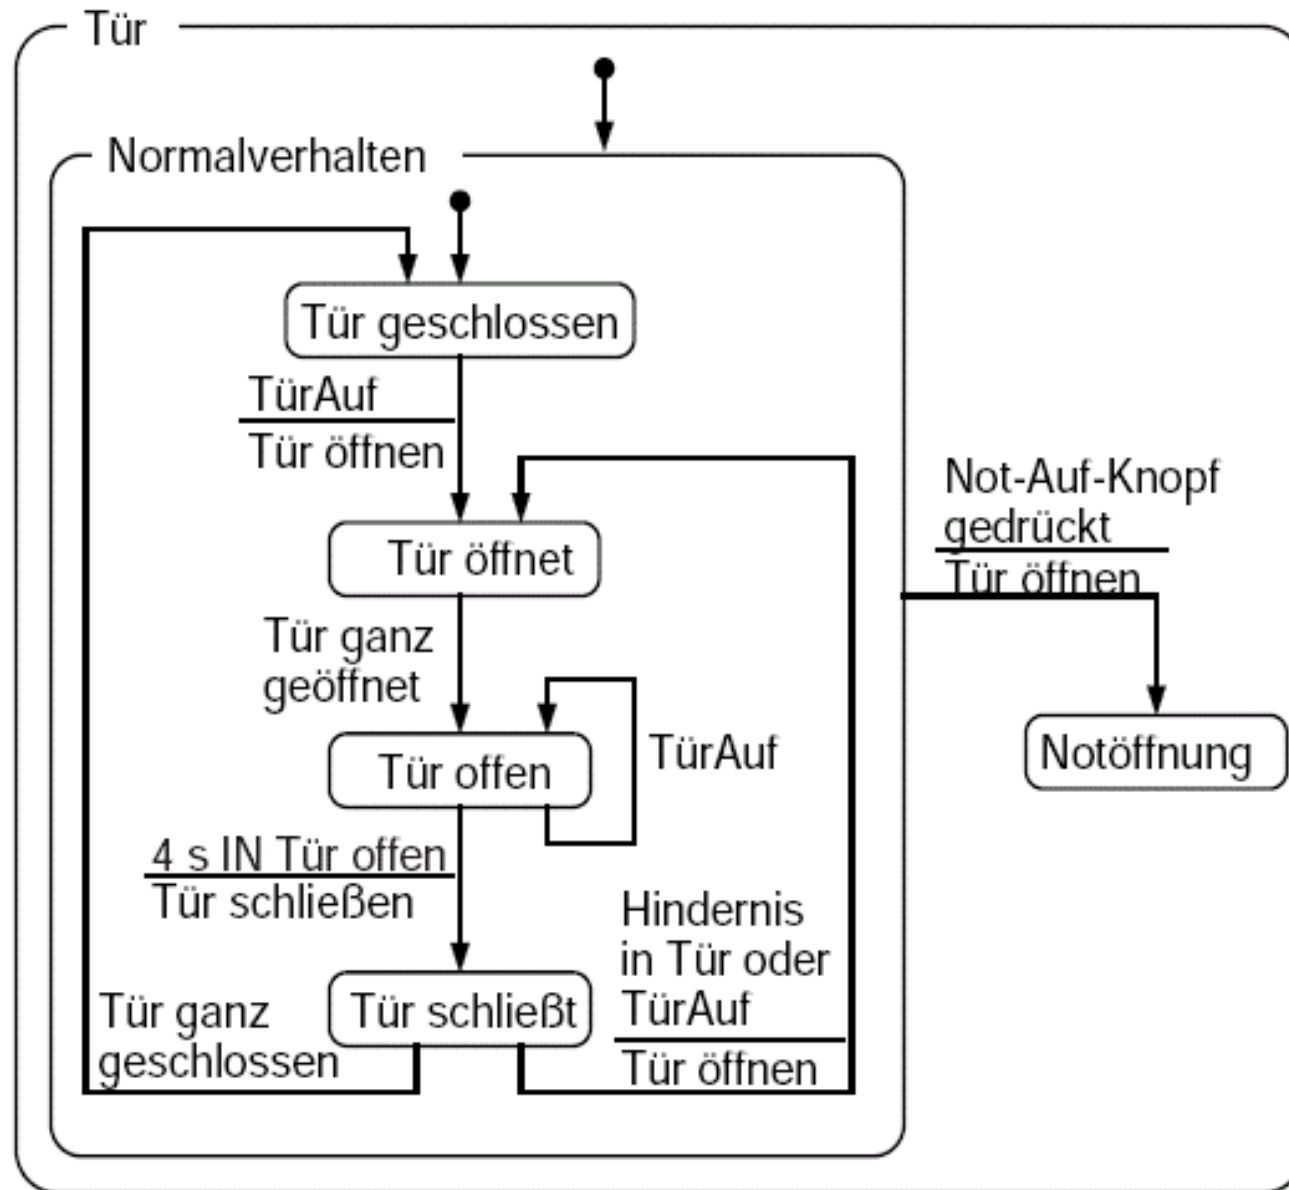 Tür
Normalverhalten
Tür geschlossen
TürAuf
Tür öffnen
Tür öffnet
Tür ganz
geöffnet
Tür offen
TürAuf
4 s IN Tür offen
Tür schließen
Tür schließt
Tür ganz
geschlossen
Hindernis
in Tür oder
TürAuf
Tür öffnen
Not-Auf-Knopf
gedrückt
Tür öffnen
Notöffnung